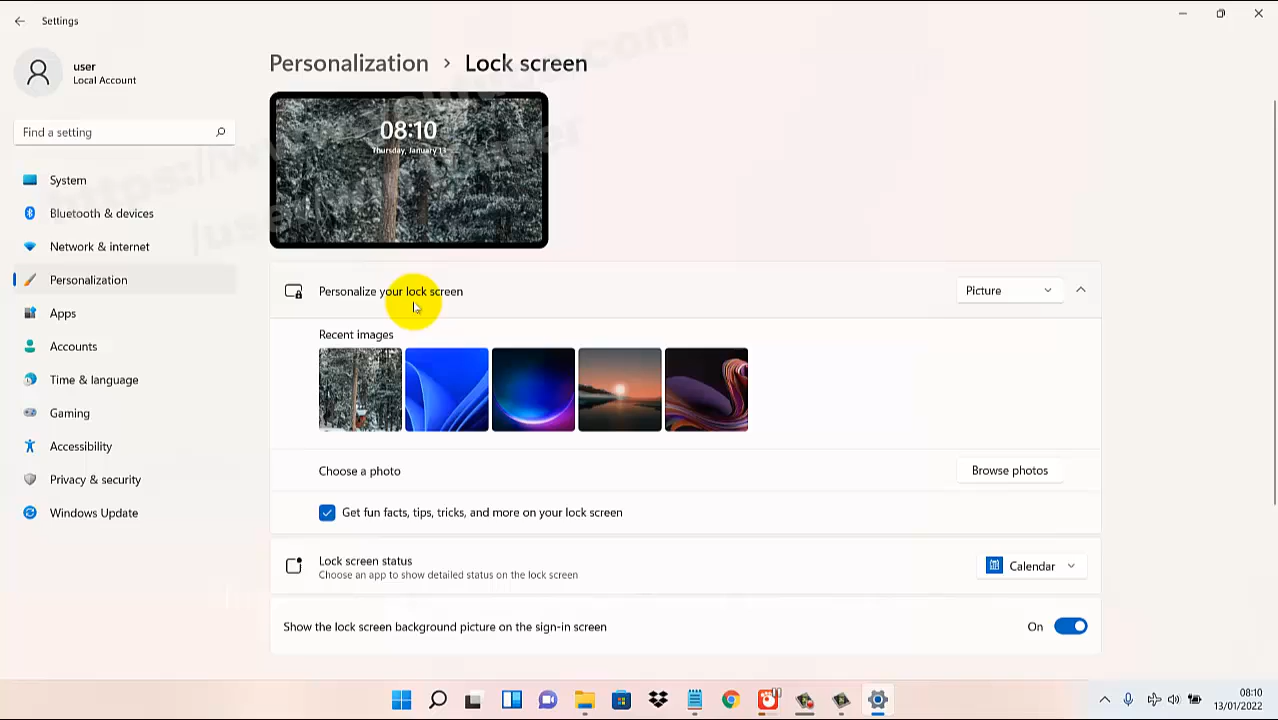 Settings
user
Local Account
Find a setting
System
Bluetooth & devices
Network & internet
Personalization
Apps
Accounts
Time & language
Gaming
Accessibility
Privacy & security
Windows Update
Personalization › Lock screen
08:10
Thursday, January 13
Personalize your lock screen
Picture
Recent images
Choose a photo
Browse photos
Get fun facts, tips, tricks, and more on your lock screen
Lock screen status
Choose an app to show detailed status on the lock screen
Calendar
Show the lock screen background picture on the sign-in screen
On
08:10
13/01/2022